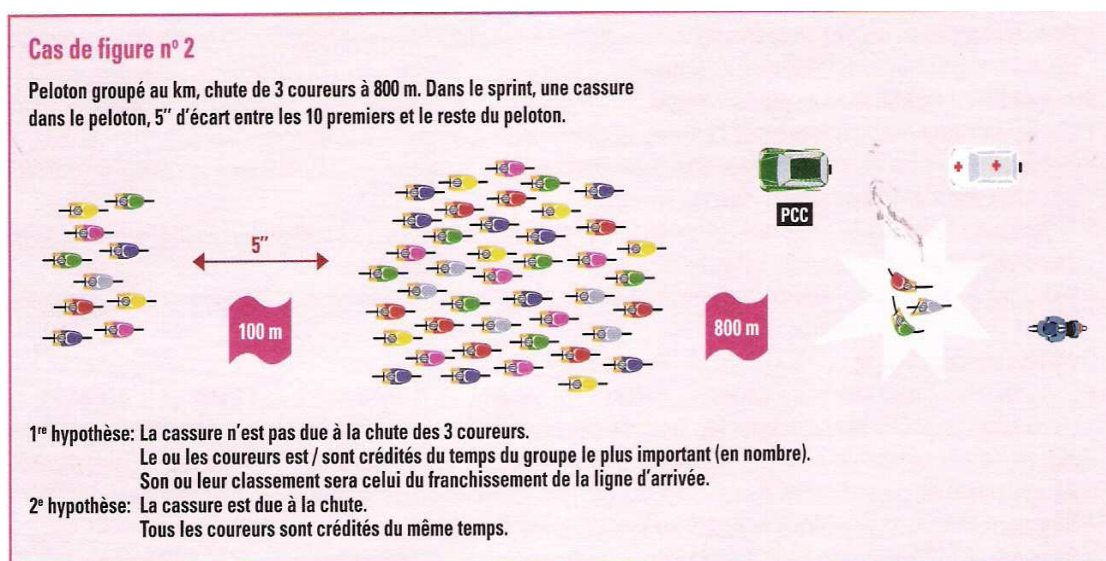 Cas de figure nº 2
Peloton groupé au km, chute de 3 coureurs à 800 m. Dans le sprint, une cassure
dans le peloton, 5’’ d’écart entre les 10 premiers et le reste du peloton.
PCC
5’’
100 m
800 m
1re hypothèse: La cassure n’est pas due à la chute des 3 coureurs.
Le ou les coureurs est / sont crédités du temps du groupe le plus important (en nombre).
Son ou leur classement sera celui du franchissement de la ligne d’arrivée.
2e hypothèse: La cassure est due à la chute.
Tous les coureurs sont crédités du même temps.